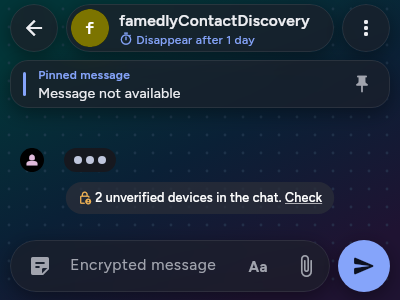 f
famedlyContactDiscovery
Disappear after 1 day
Pinned message
Message not available
2 unverified devices in the chat. Check
Encrypted message
Aa